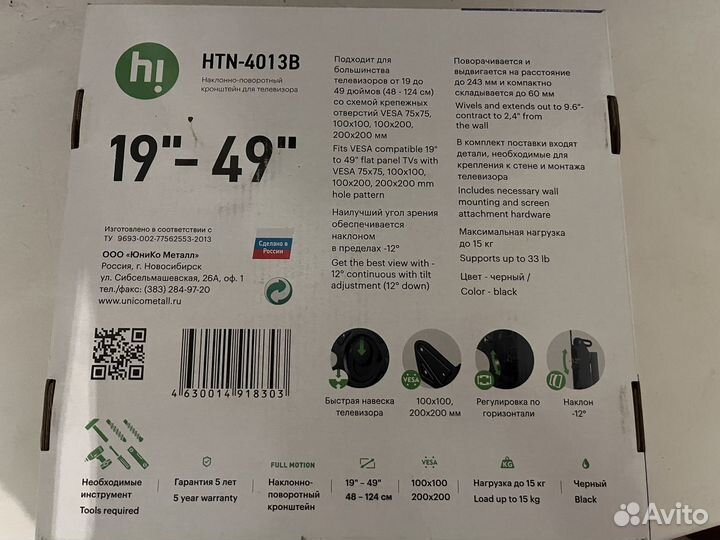 hi
HTN-4013B
Наклонно-поворотный
кронштейн для телевизора
19"- 49"
Изготовлено в соответствии с
ТУ 9693-002-77562553-2013
ООО «ЮниКо Металл»
Россия, г. Новосибирск
ул. Сибсельмашевская, 26А, оф. 1
тел./факс: (383) 284-97-20
www.unicometall.ru
Сделано в
России
4 630014 918303
Подходит для
большинства
телевизоров от 19 до
49 дюймов (48 - 124 см)
со схемой крепежных
отверстий VESA 75x75,
100x100, 100x200,
200x200 мм
Fits VESA compatible 19"
to 49" flat panel TVs with
VESA 75x75, 100x100,
100x200, 200x200 mm
hole pattern
Наилучший угол зрения
обеспечивается
наклоном
в пределах -12°
Get the best view with -
12° continuous with tilt
adjustment (12° down)
Поворачивается и
выдвигается на расстояние
до 243 мм и компактно
складывается до 60 мм
Wivels and extends out to 9.6"-
contract to 2,4" from
the wall
В комплект поставки входят
детали, необходимые для
крепления к стене и монтажа
телевизора
Includes necessary wall
mounting and screen
attachment hardware
Максимальная нагрузка
до 15 кг
Supports up to 33 lb
Цвет - черный /
Color - black
Быстрая навеска
телевизора
VESA
100x100,
200x200 мм
Регулировка по
горизонтали
Наклон
-12°
Необходимые
инструмент
Tools required
Гарантия 5 лет
5 year warranty
FULL MOTION
Наклонно-
поворотный
кронштейн
19" - 49"
48 – 124 см
VESA
100x100
200x200
KG
Нагрузка до 15 кг
Load up to 15 kg
Черный
Black
Avito